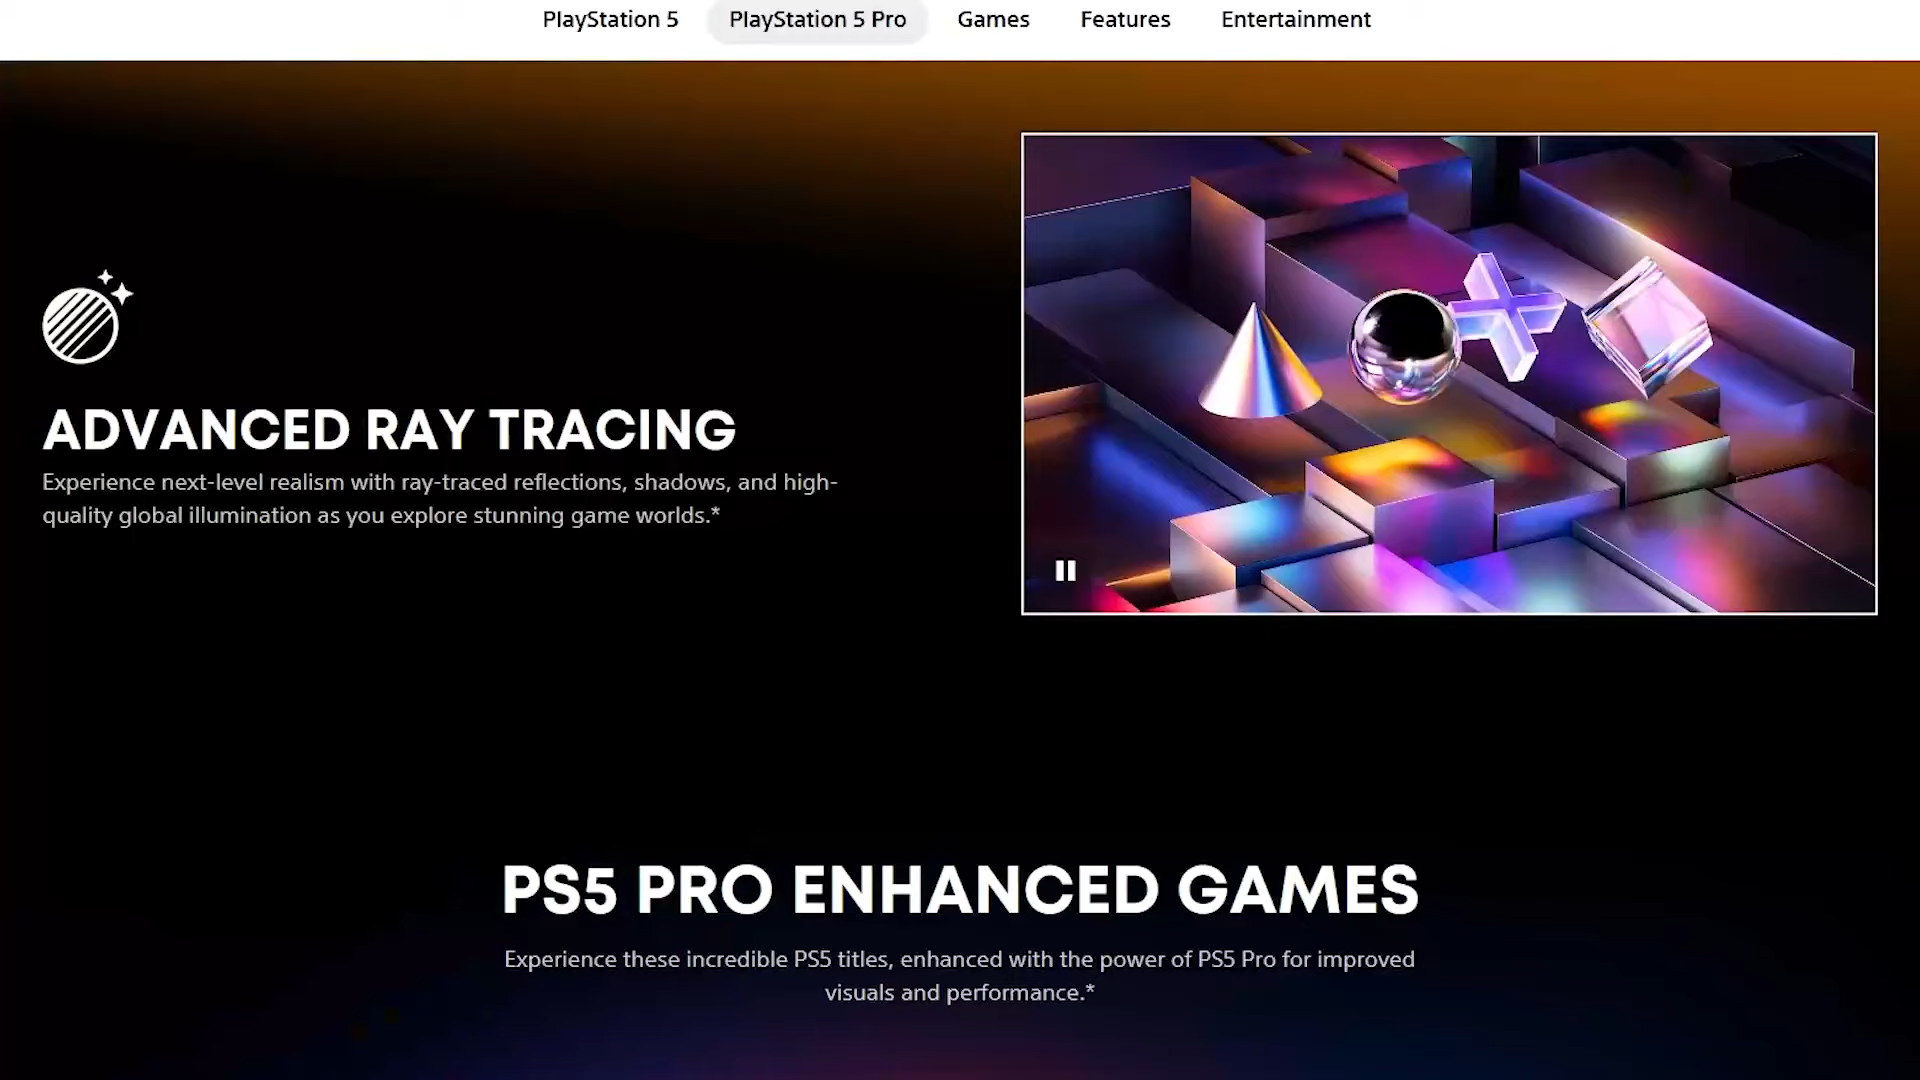 PlayStation 5
PlayStation 5 Pro
Games
Features
Entertainment
ADVANCED RAY TRACING
Experience next-level realism with ray-traced reflections, shadows, and high-
quality global illumination as you explore stunning game worlds.*
PS5 PRO ENHANCED GAMES
Experience these incredible PS5 titles, enhanced with the power of PS5 Pro for improved
visuals and performance.*